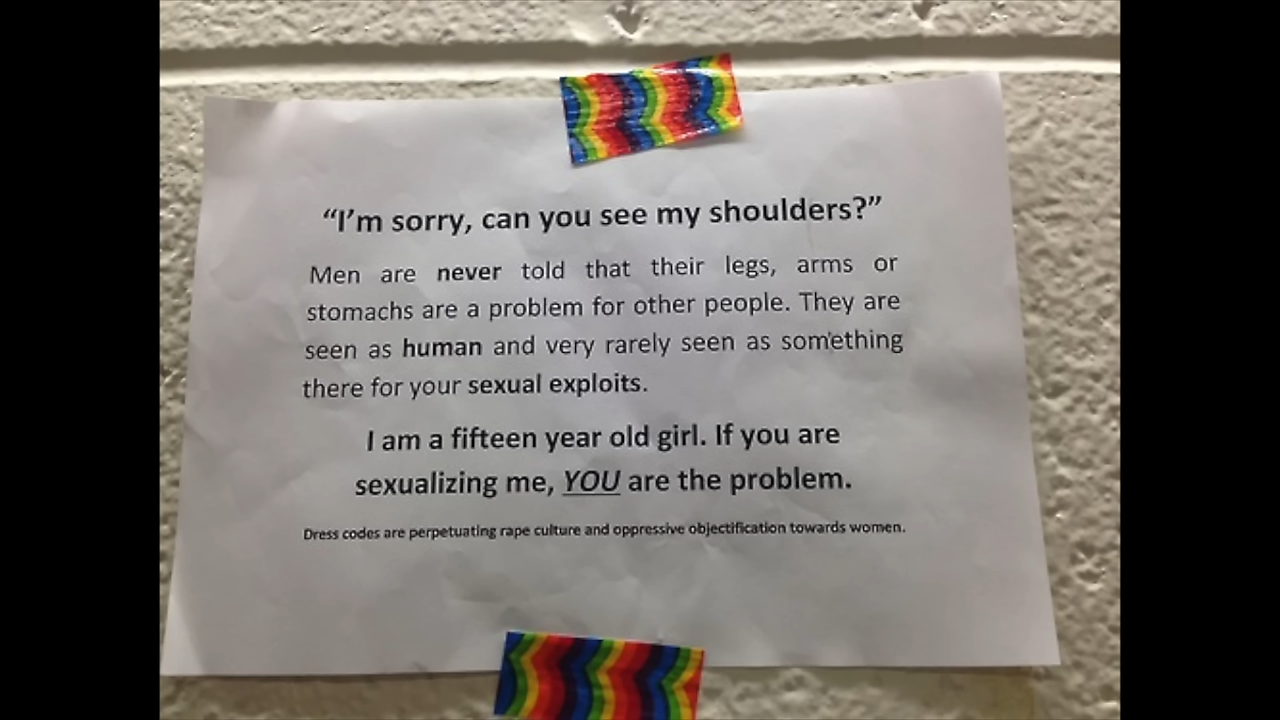 “I’m sorry, can you see my shoulders?”
Men are never told that their legs, arms or
stomachs are a problem for other people. They are
seen as human and very rarely seen as something
there for your sexual exploits.
I am a fifteen year old girl. If you are
sexualizing me, YOU are the problem.
Dress codes are perpetuating rape culture and oppressive objectification towards women.